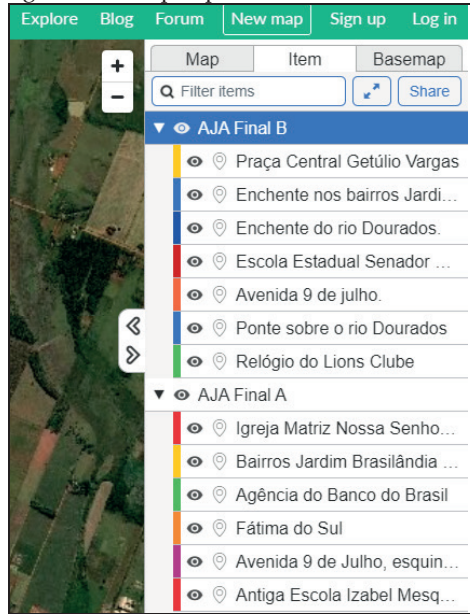 Explore Blog Forum New map Sign up Log in
+
−
Map Item Basemap
Filter items Share
AJA Final B
Praça Central Getúlio Vargas
Enchente nos bairros Jardi...
Enchente do rio Dourados.
Escola Estadual Senador ...
Avenida 9 de julho.
Ponte sobre o rio Dourados
Relógio do Lions Clube
AJA Final A
Igreja Matriz Nossa Senho...
Bairros Jardim Brasilândia ...
Agência do Banco do Brasil
Fátima do Sul
Avenida 9 de Julho, esquin...
Antiga Escola Izabel Mesq...